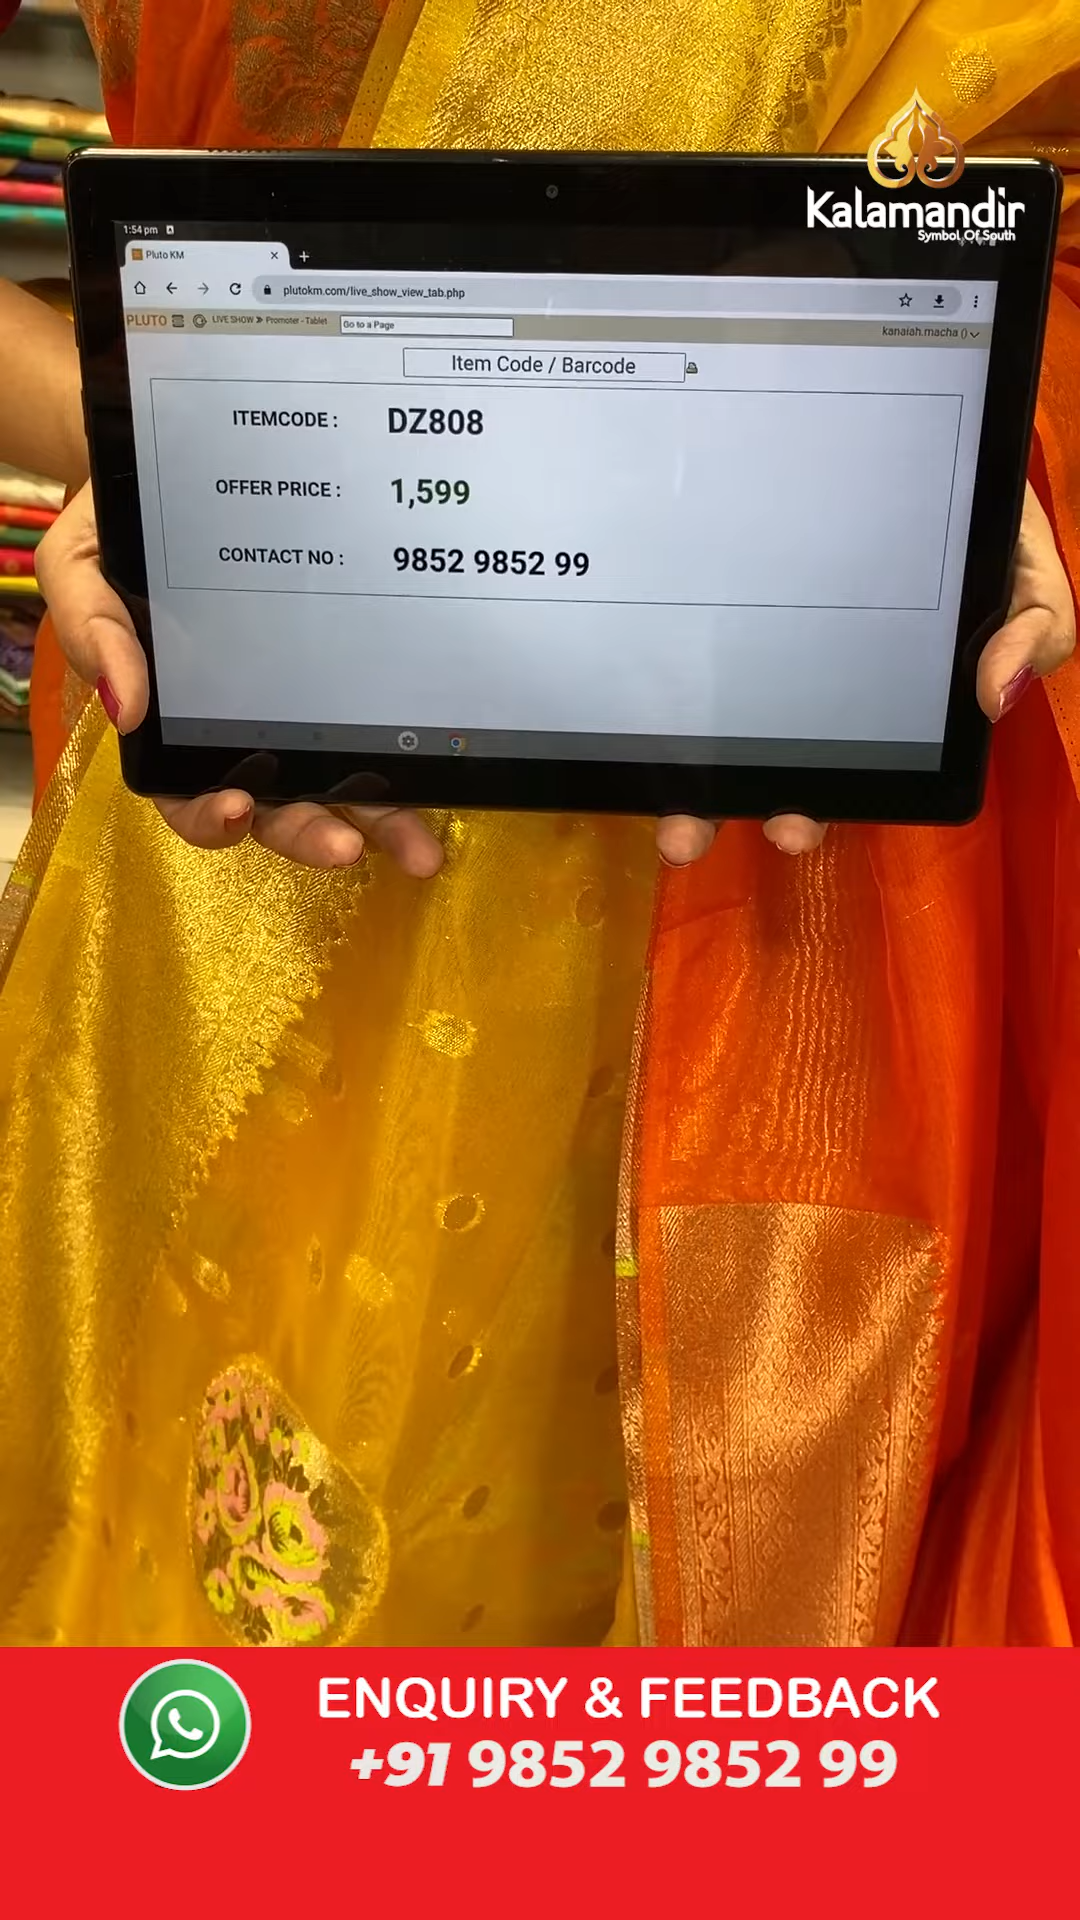 Kalamandir
Symbol Of South
1:54 pm
Pluto KM
plutokm.com/live_show_view_tab.php
PLUTO LIVE SHOW Promoter - Tablet Go to a Page kanaiah.macha ()
Item Code / Barcode
ITEMCODE : DZ808
OFFER PRICE : 1,599
CONTACT NO : 9852 9852 99
ENQUIRY & FEEDBACK
+91 9852 9852 99